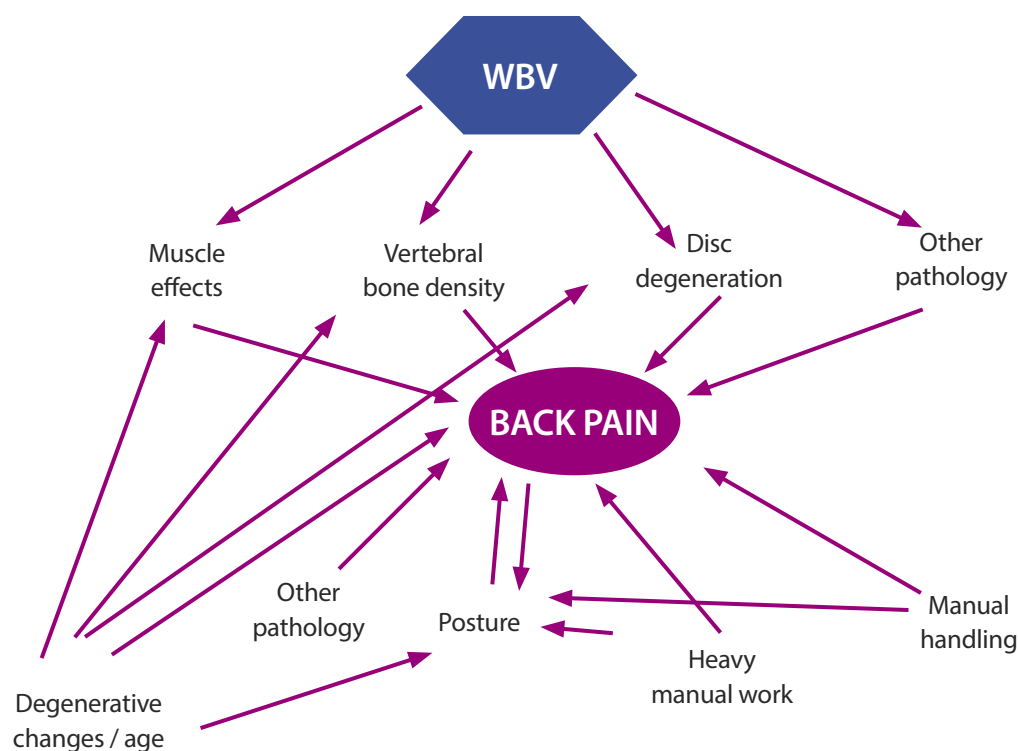 WBV
Muscle
effects
Vertebral
bone density
Disc
degeneration
Other
pathology
BACK PAIN
Other
pathology
Posture
Heavy
manual work
Manual
handling
Degenerative
changes / age